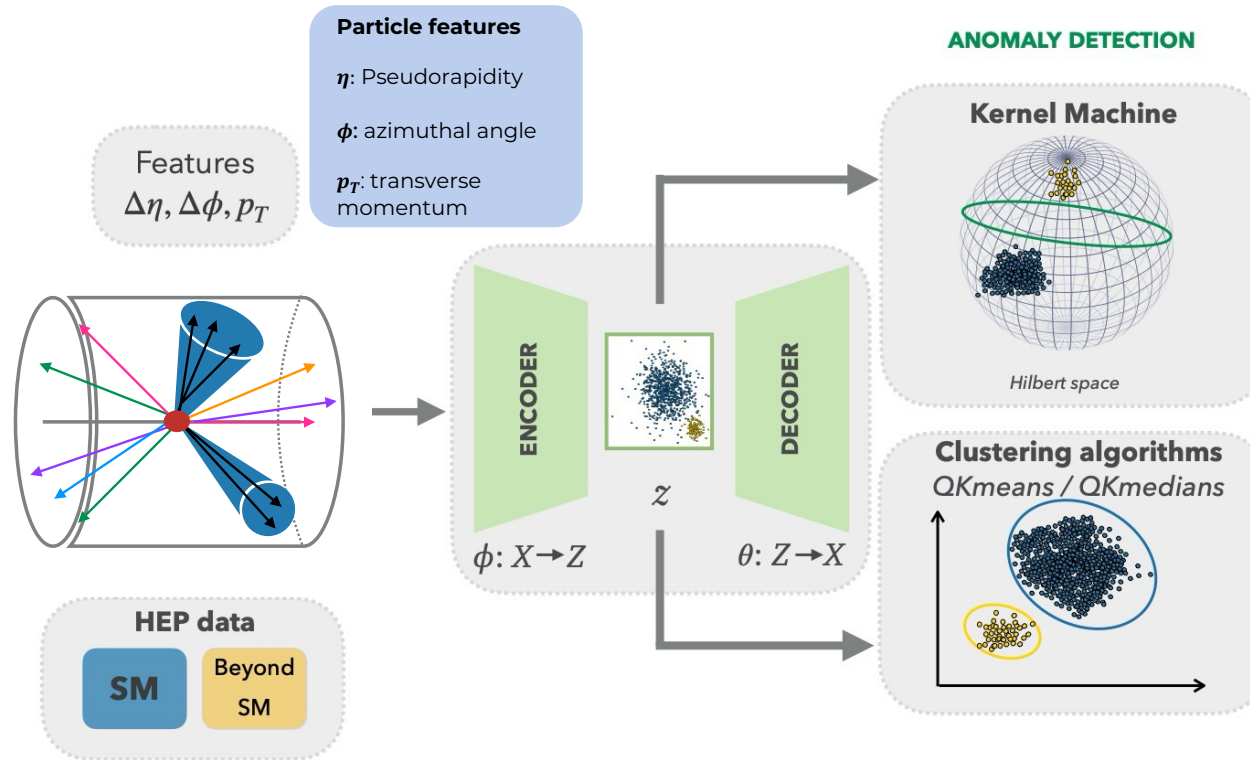 Particle features
η: Pseudorapidity
ϕ: azimuthal angle
p_T: transverse
momentum
Features
Δη, Δϕ, p_T
HEP data
SM
Beyond
SM
ENCODER
DECODER
z
ϕ: X→Z
θ: Z→X
ANOMALY DETECTION
Kernel Machine
Hilbert space
Clustering algorithms
QKmeans / QKmedians